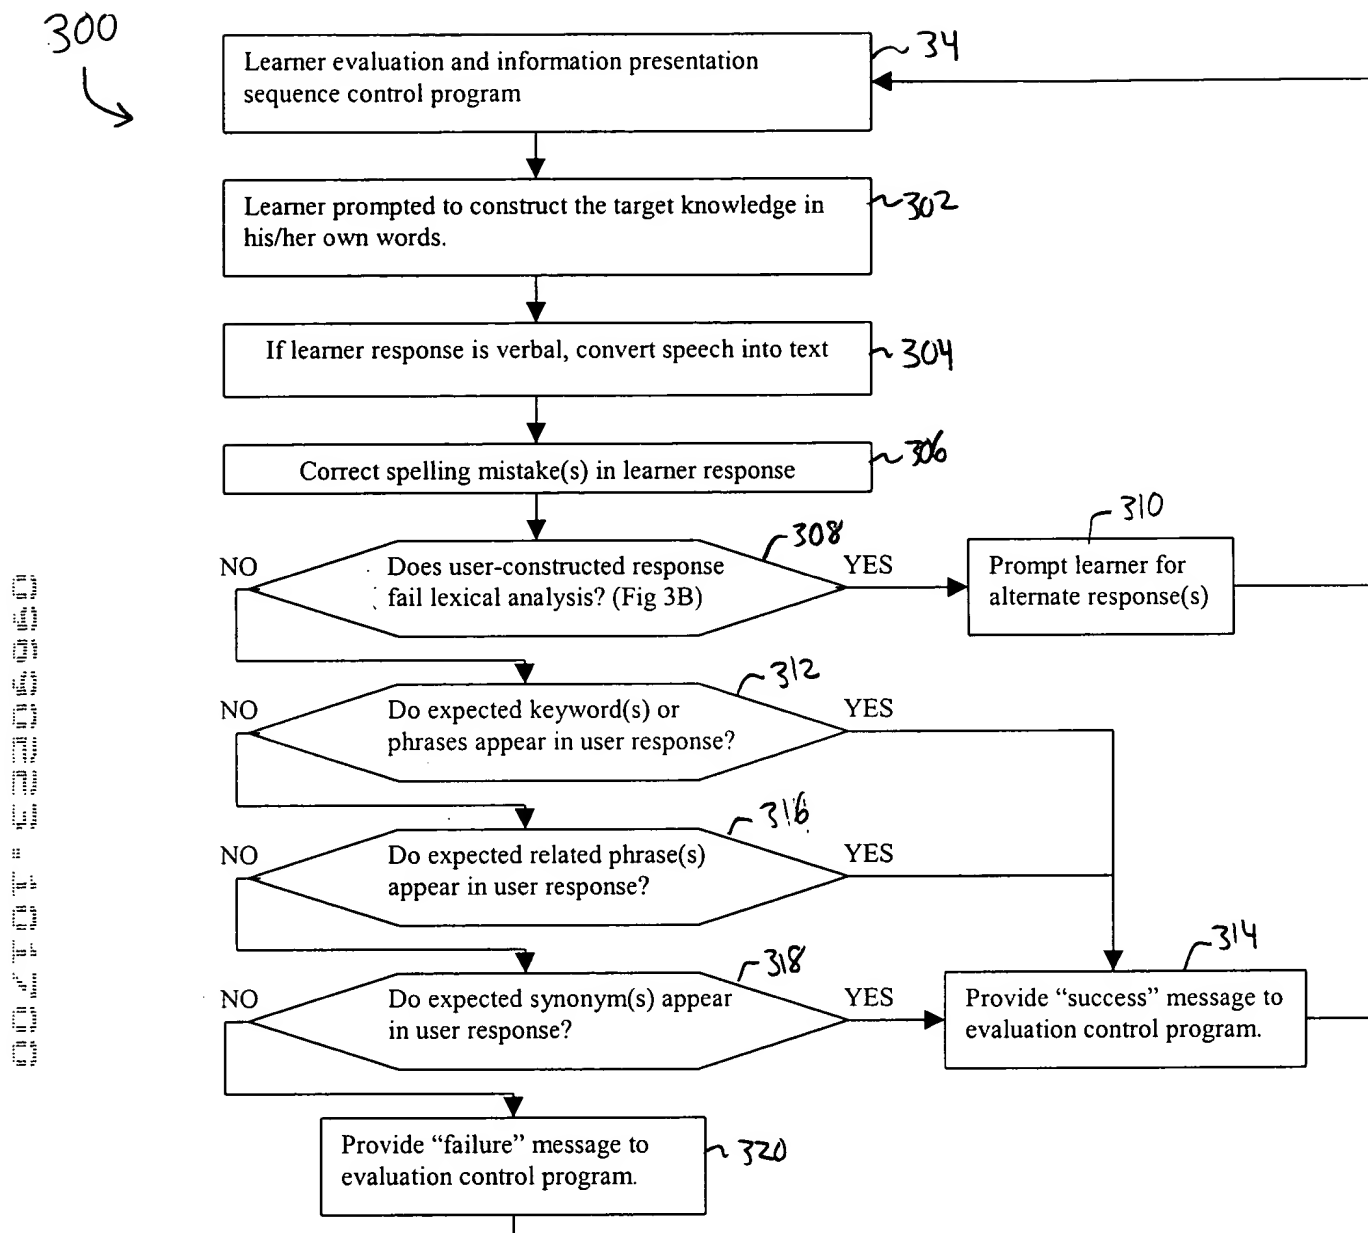 300
34
Learner evaluation and information presentation
sequence control program
Learner prompted to construct the target knowledge in
his/her own words.
302
If learner response is verbal, convert speech into text
304
Correct spelling mistake(s) in learner response
306
308
310
NO
Does user-constructed response
fail lexical analysis? (Fig 3B)
YES
Prompt learner for
alternate response(s)
312
NO
Do expected keyword(s) or
phrases appear in user response?
YES
316
NO
Do expected related phrase(s)
appear in user response?
YES
318
314
NO
Do expected synonym(s) appear
in user response?
YES
Provide “success” message to
evaluation control program.
Provide “failure” message to
evaluation control program.
320